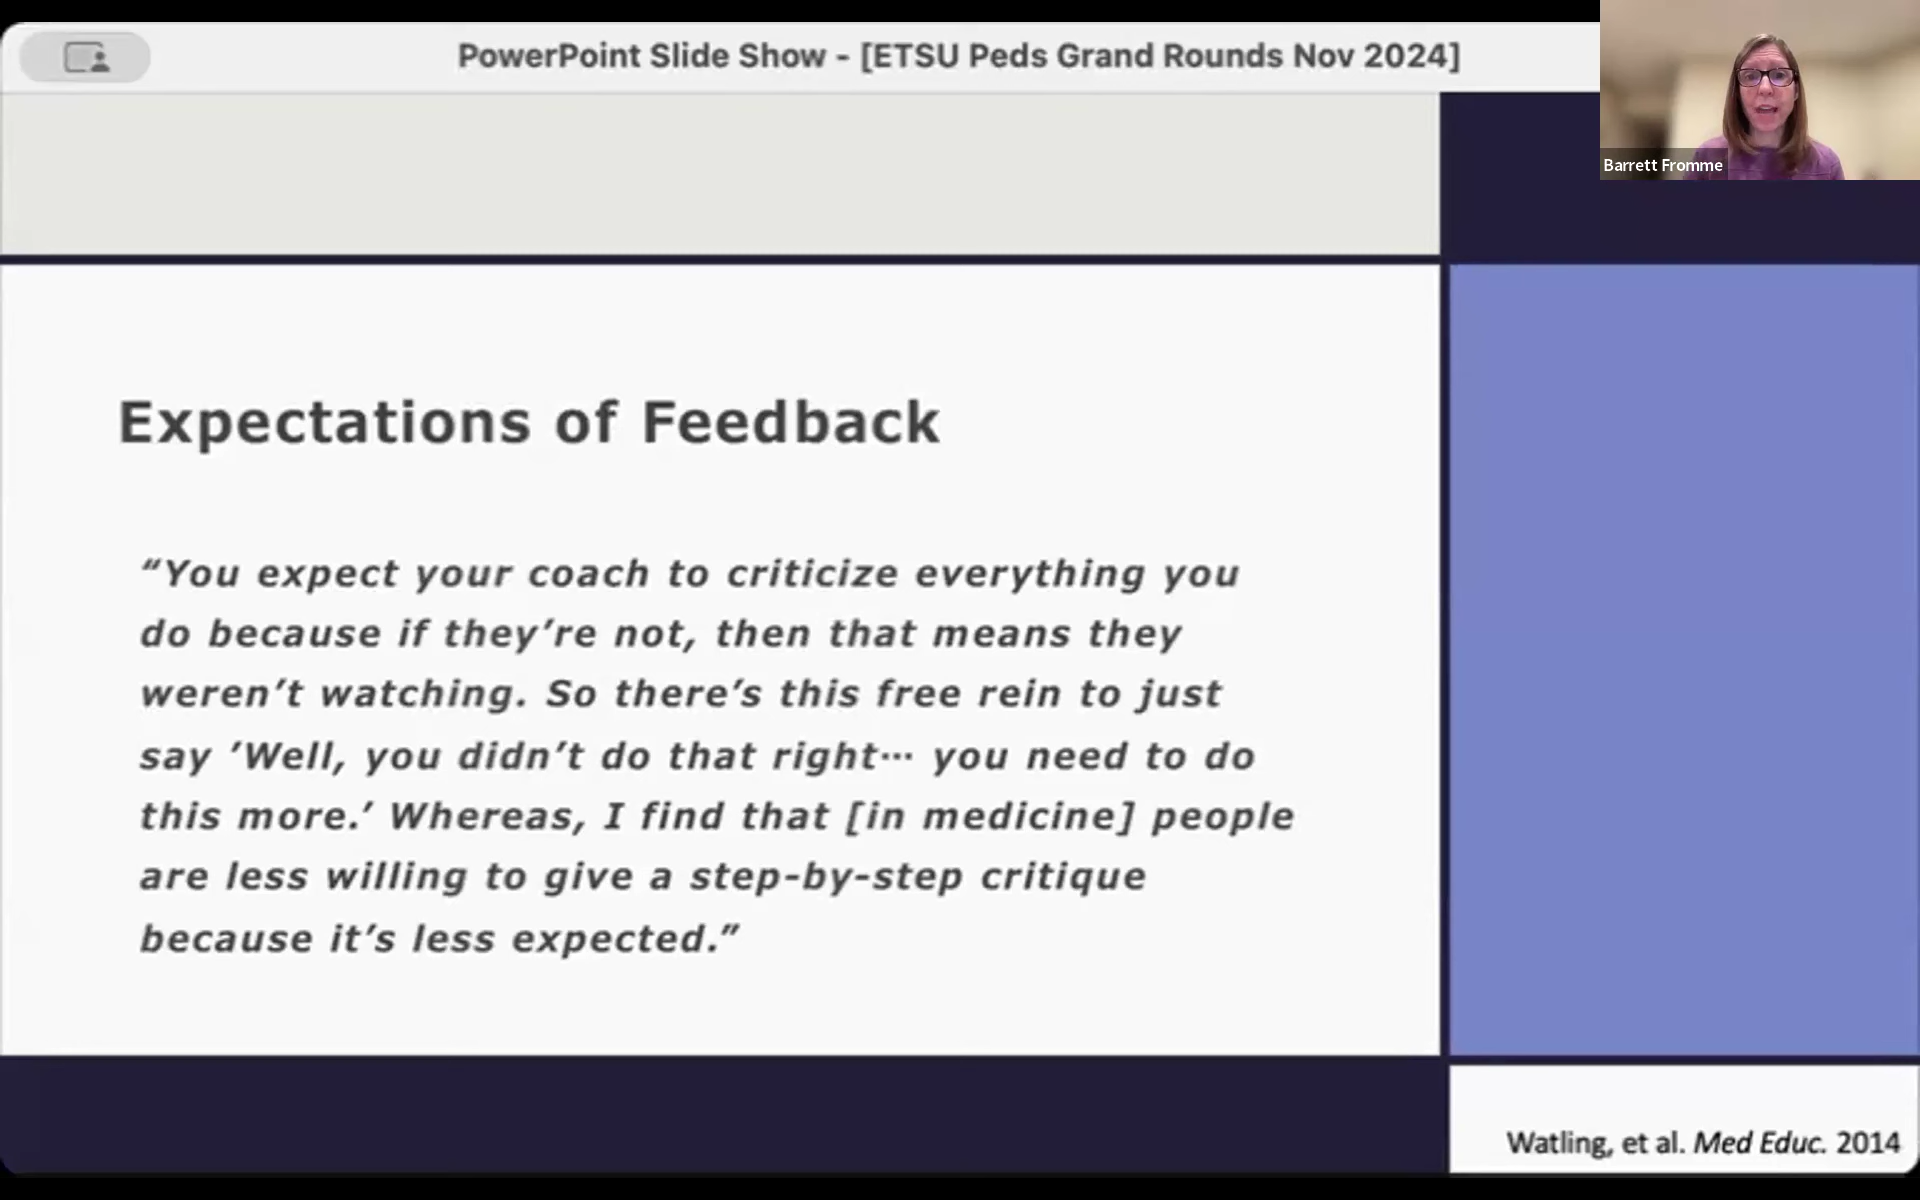 PowerPoint Slide Show - [ETSU Peds Grand Rounds Nov 2024]
Barrett Fromme
Expectations of Feedback
“You expect your coach to criticize everything you
do because if they’re not, then that means they
weren’t watching. So there’s this free rein to just
say ’Well, you didn’t do that right… you need to do
this more.’ Whereas, I find that [in medicine] people
are less willing to give a step-by-step critique
because it’s less expected.”
Watling, et al. Med Educ. 2014